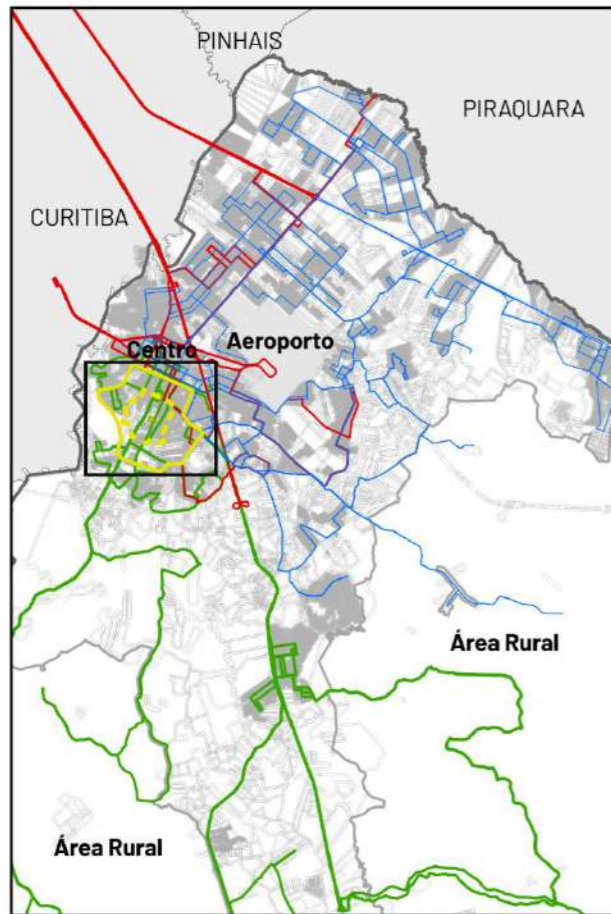 PINHAIS
PIRAQUARA
CURITIBA
Aeroporto
Centro
Área Rural
Área Rural